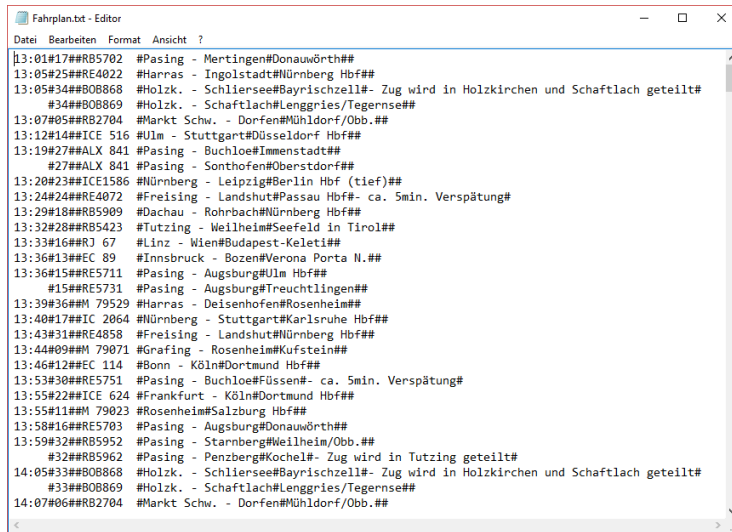 Fahrplan.txt - Editor
Datei Bearbeiten Format Ansicht ?
13:01#17##RB5702  #Pasing - Mertingen#Donauwörth##
13:05#25##RE4022  #Harras - Ingolstadt#Nürnberg Hbf##
13:05#34##BOB868  #Holzk. - Schliersee#Bayrischzell#- Zug wird in Holzkirchen und Schaftlach geteilt#
     #34##BOB869  #Holzk. - Schaftlach#Lenggries/Tegernse##
13:07#05##RB2704  #Markt Schw. - Dorfen#Mühldorf/Obb.##
13:12#14##ICE 516 #Ulm - Stuttgart#Düsseldorf Hbf##
13:19#27##ALX 841 #Pasing - Buchloe#Immenstadt##
     #27##ALX 841 #Pasing - Sonthofen#Oberstdorf##
13:20#23##ICE1586 #Nürnberg - Leipzig#Berlin Hbf (tief)##
13:24#24##RE4072  #Freising - Landshut#Passau Hbf#- ca. 5min. Verspätung#
13:29#18##RB5909  #Dachau - Rohrbach#Nürnberg Hbf##
13:32#28##RB5423  #Tutzing - Weilheim#Seefeld in Tirol##
13:33#16##RJ 67   #Linz - Wien#Budapest-Keleti##
13:36#13##EC 89   #Innsbruck - Bozen#Verona Porta N.##
13:36#15##RE5711  #Pasing - Augsburg#Ulm Hbf##
     #15##RE5731  #Pasing - Augsburg#Treuchtlingen##
13:39#36##M 79529 #Harras - Deisenhofen#Rosenheim##
13:40#17##IC 2064 #Nürnberg - Stuttgart#Karlsruhe Hbf##
13:43#31##RE4858  #Freising - Landshut#Nürnberg Hbf##
13:44#09##M 79071 #Grafing - Rosenheim#Kufstein##
13:46#12##EC 114  #Bonn - Köln#Dortmund Hbf##
13:53#30##RE5751  #Pasing - Buchloe#Füssen#- ca. 5min. Verspätung#
13:55#22##ICE 624 #Frankfurt - Köln#Dortmund Hbf##
13:55#11##M 79023 #Rosenheim#Salzburg Hbf##
13:58#16##RE5703  #Pasing - Augsburg#Donauwörth##
13:59#32##RB5952  #Pasing - Starnberg#Weilheim/Obb.##
     #32##RB5962  #Pasing - Penzberg#Kochel#- Zug wird in Tutzing geteilt#
14:05#33##BOB868  #Holzk. - Schliersee#Bayrischzell#- Zug wird in Holzkirchen und Schaftlach geteilt#
     #33##BOB869  #Holzk. - Schaftlach#Lenggries/Tegernse##
14:07#06##RB2704  #Markt Schw. - Dorfen#Mühldorf/Obb.##